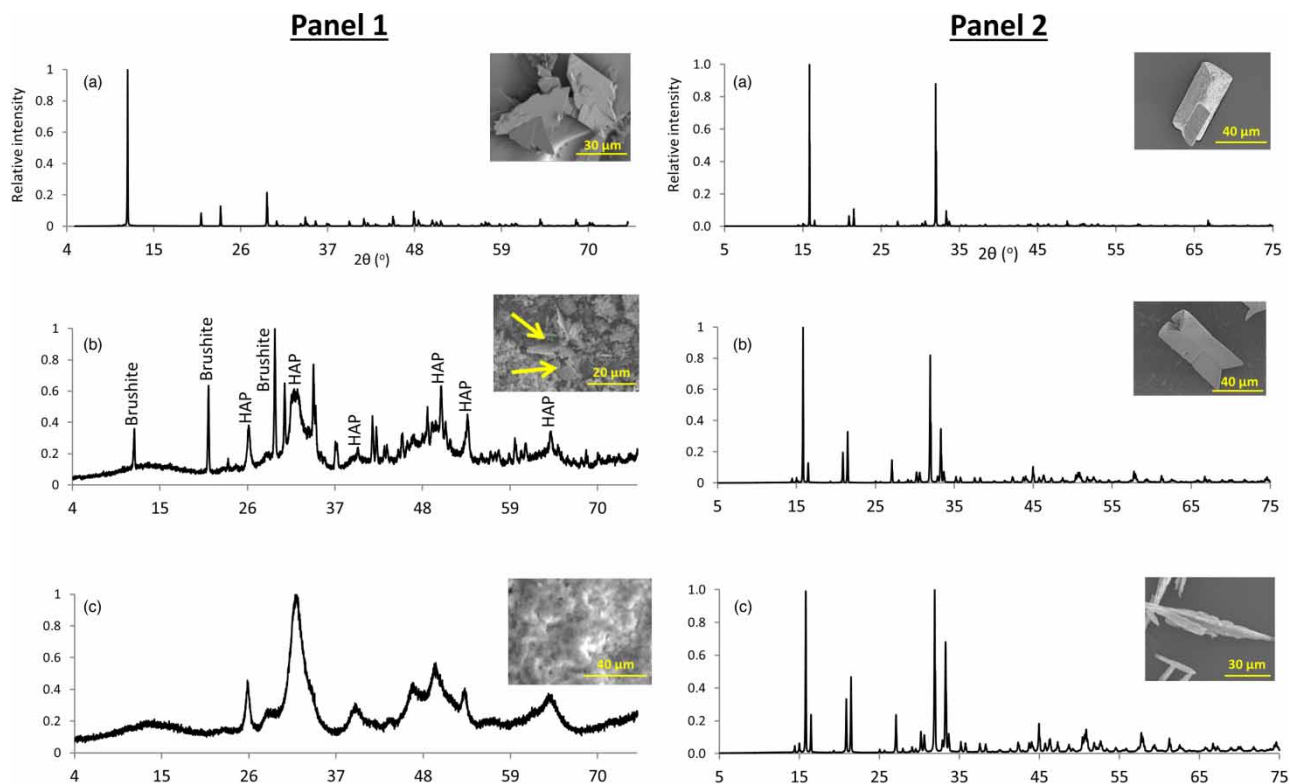 Panel 1
Panel 2
(a)
Relative intensity
1
0.8
0.6
0.4
0.2
0
4 15 26 37 48 59 70
2θ (°)
30 μm
(a)
Relative intensity
1.0
0.8
0.6
0.4
0.2
0.0
5 15 25 35 45 55 65 75
2θ (°)
40 μm
(b)
1
0.8
0.6
0.4
0.2
0
4 15 26 37 48 59 70
Brushite
Brushite
HAP
Brushite
HAP
HAP
HAP
HAP
HAP
20 μm
(b)
1.0
0.8
0.6
0.4
0.2
0.0
5 15 25 35 45 55 65 75
40 μm
(c)
1
0.8
0.6
0.4
0.2
0
4 15 26 37 48 59 70
40 μm
(c)
1.0
0.8
0.6
0.4
0.2
0.0
5 15 25 35 45 55 65 75
30 μm